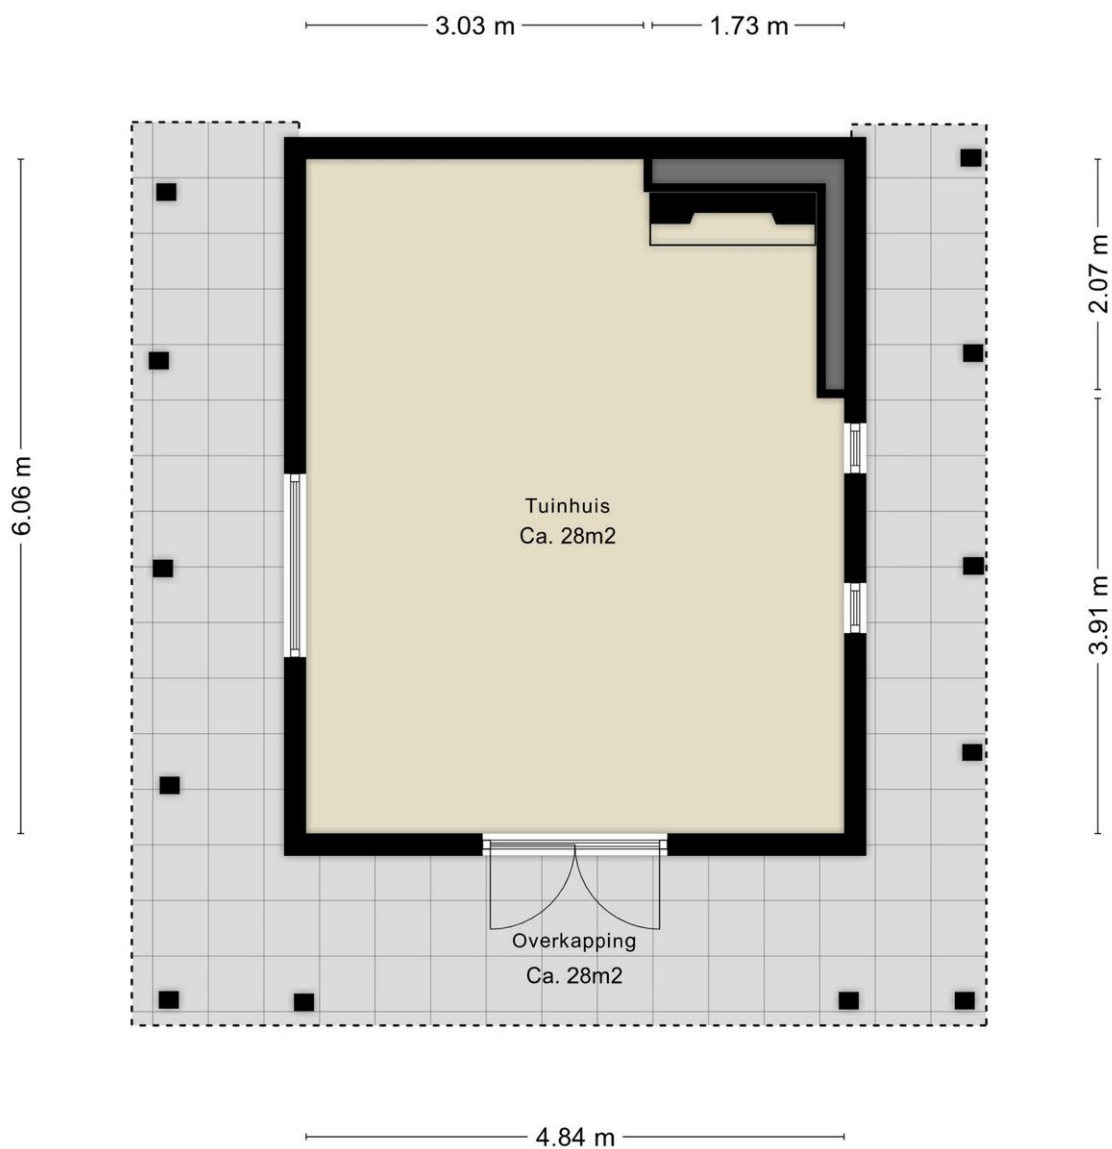 3.03 m
1.73 m
2.07 m
6.06 m
Tuinhuis
Ca. 28m2
3.91 m
Overkapping
Ca. 28m2
4.84 m